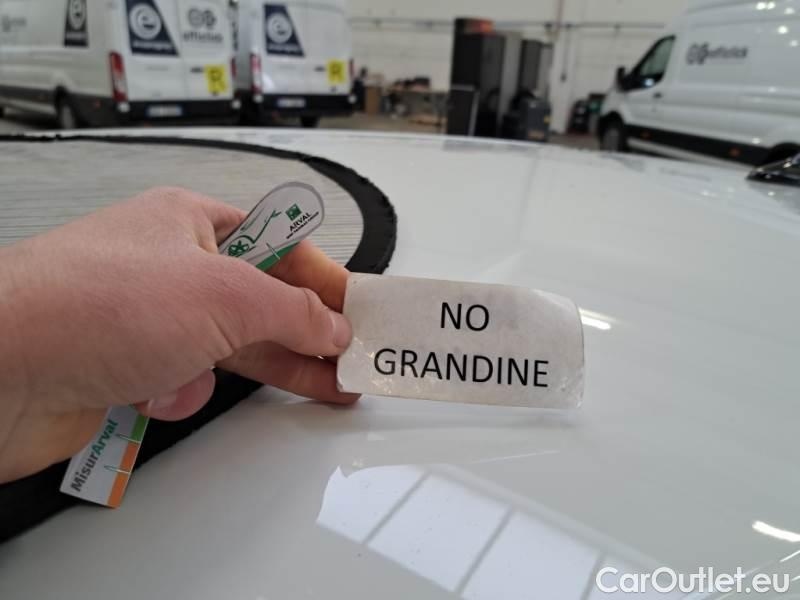 ARVAL
NO
GRANDINE
MisurArval
CarOutlet.eu